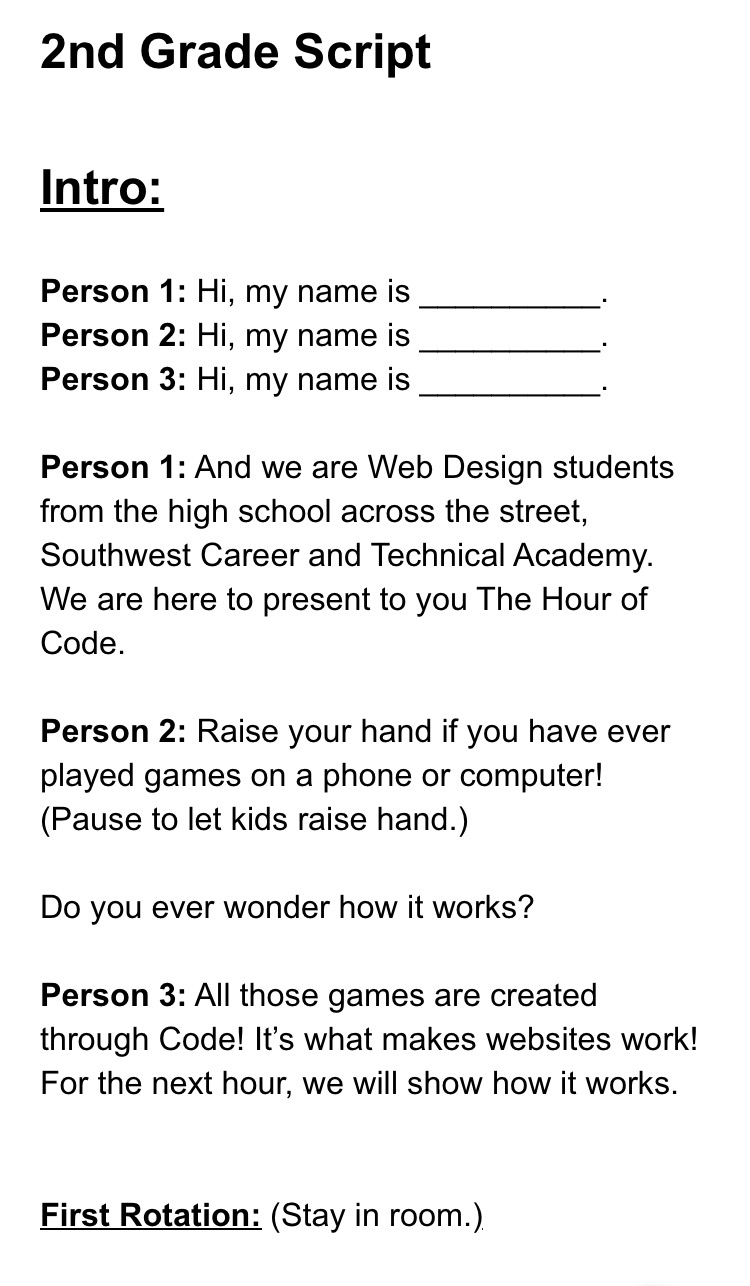 2nd Grade Script
Intro:
Person 1: Hi, my name is __________.
Person 2: Hi, my name is __________.
Person 3: Hi, my name is __________.
Person 1: And we are Web Design students
from the high school across the street,
Southwest Career and Technical Academy.
We are here to present to you The Hour of
Code.
Person 2: Raise your hand if you have ever
played games on a phone or computer!
(Pause to let kids raise hand.)
Do you ever wonder how it works?
Person 3: All those games are created
through Code! It’s what makes websites work!
For the next hour, we will show how it works.
First Rotation: (Stay in room.)